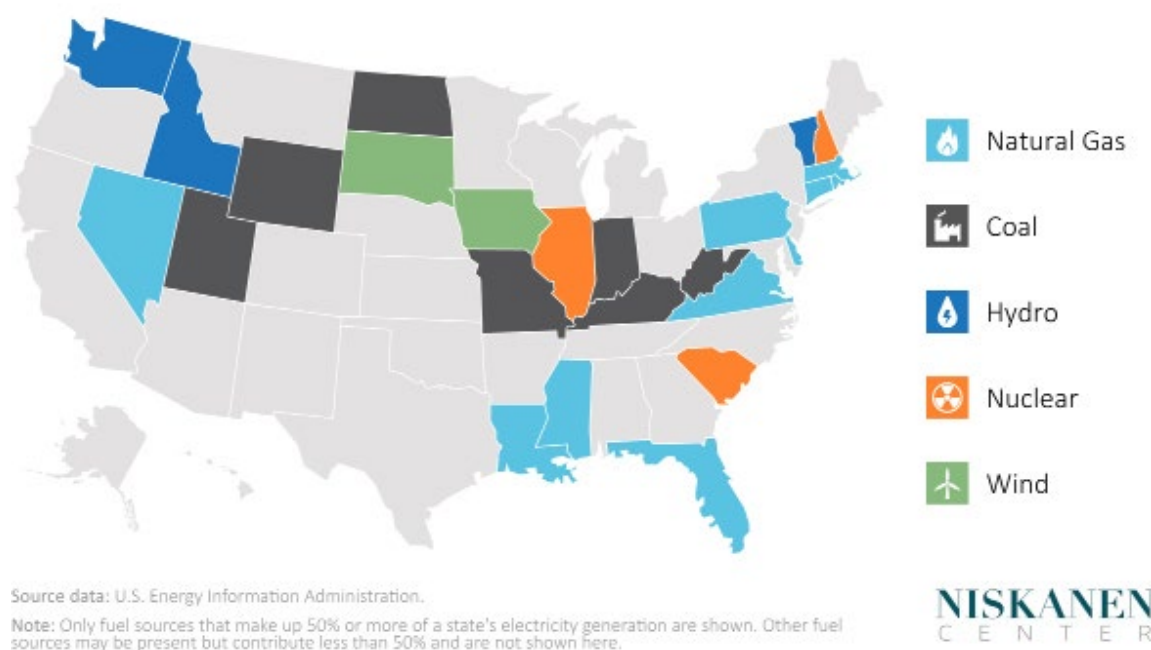 Natural Gas
Coal
Hydro
Nuclear
Wind
Source data: U.S. Energy Information Administration.
Note: Only fuel sources that make up 50% or more of a state's electricity generation are shown. Other fuel
sources may be present but contribute less than 50% and are not shown here.
NISKANEN
CENTER